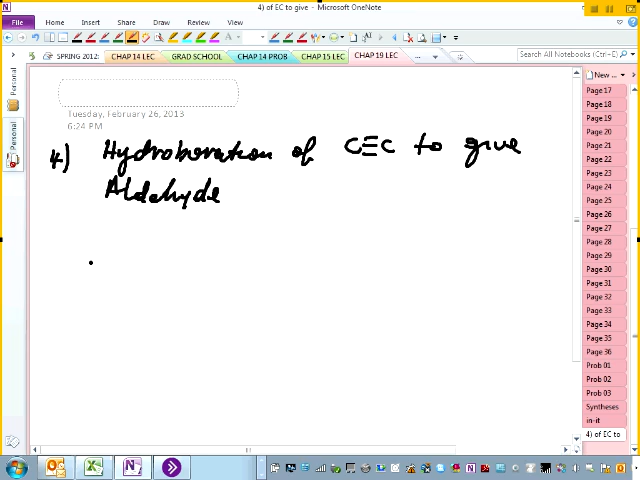 4) of EC to give - Microsoft OneNote
File Home Insert Draw Review View
SPRING 2012: CHAP 14 LEC GRAD SCHOOL CHAP 14 PROB CHAP 15 LEC CHAP 19 LEC ... Search All Notebooks (Ctrl+E)
Personal
Personal
Tuesday, February 26, 2013
6:24 PM
4) Hydroboration of C≡C to give
Aldehyde
New ...
Page17
Page 18
Page 19
Page 20
Page 21
Page 22
Page 23
Page 24
Page 25
Page 26
Page 27
Page 28
Page 29
Page 30
Page 31
Page 32
Page 33
Page 34
Page 35
Page 36
Prob 01
Prob 02
Prob 03
Syntheses
in-it
4) of EC to
6:24 PM